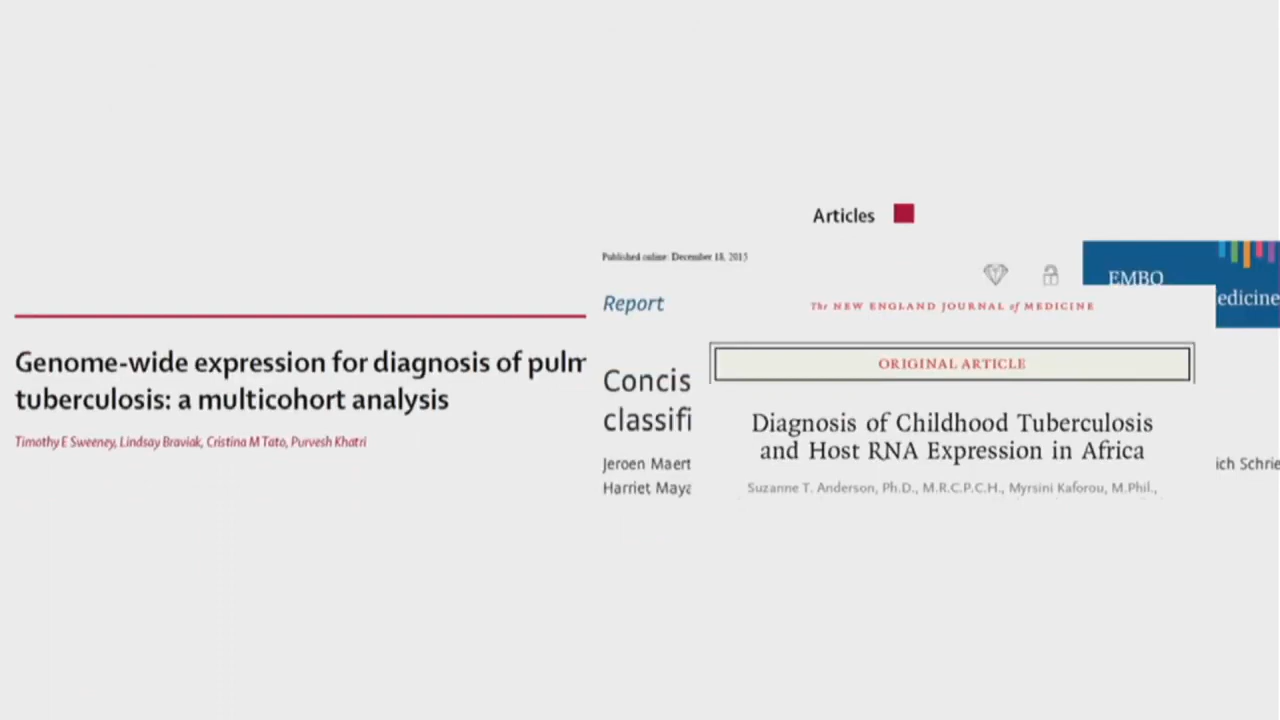 Articles
Genome-wide expression for diagnosis of pulm
tuberculosis: a multicohort analysis
Timothy E Sweeney, Lindsay Braviak, Cristina M Tato, Purvesh Khatri
Published online: December 18, 2015
EMBO
edicine
Report
Concis
classifi
Jeroen Maert
ich Schrie
Harriet Maya
The NEW ENGLAND JOURNAL of MEDICINE
ORIGINAL ARTICLE
Diagnosis of Childhood Tuberculosis
and Host RNA Expression in Africa
Suzanne T. Anderson, Ph.D., M.R.C.P.C.H., Myrsini Kaforou, M.Phil.,